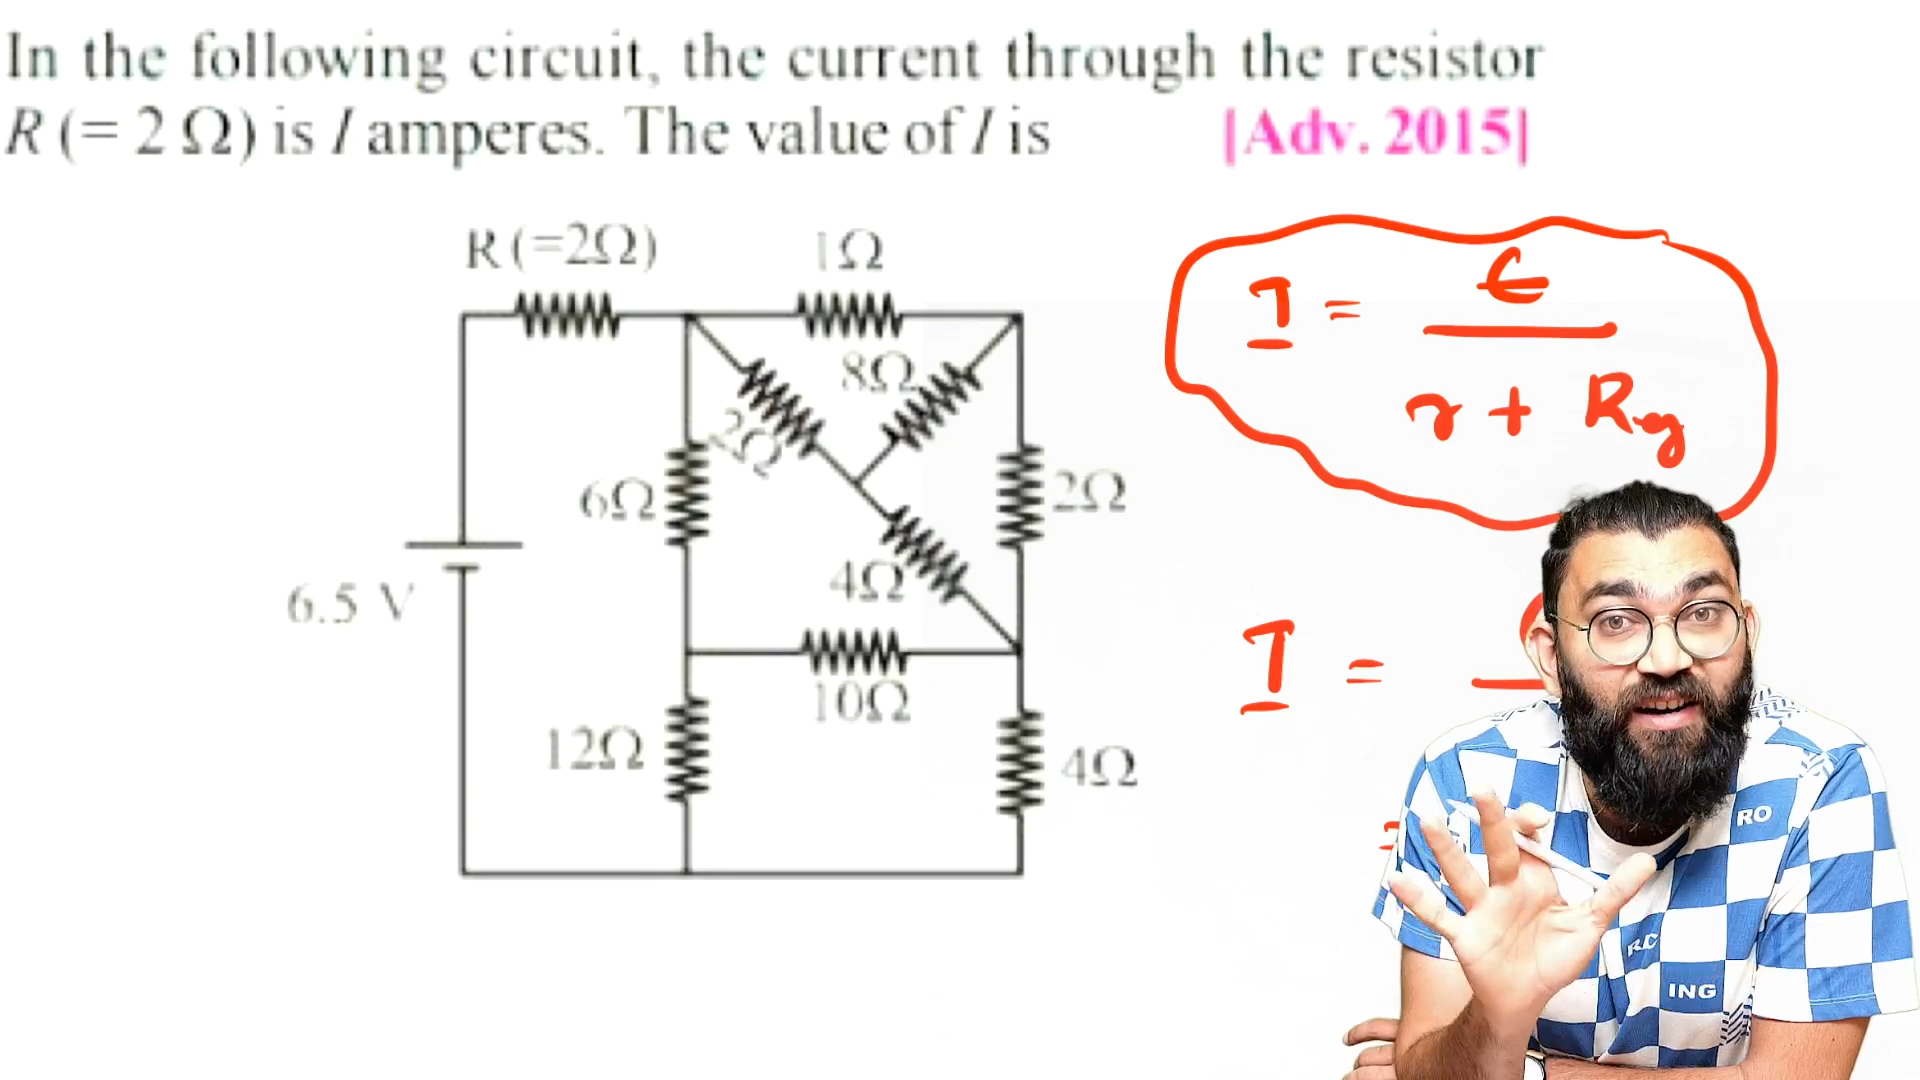 In the following circuit, the current through the resistor
R (= 2 Ω) is I amperes. The value of I is [Adv. 2015]
R (=2Ω) 1Ω
8Ω
2Ω
6Ω 2Ω
4Ω
6.5 V
10Ω
12Ω 4Ω
I = ε
r + Req
I =
RO
RC
ING